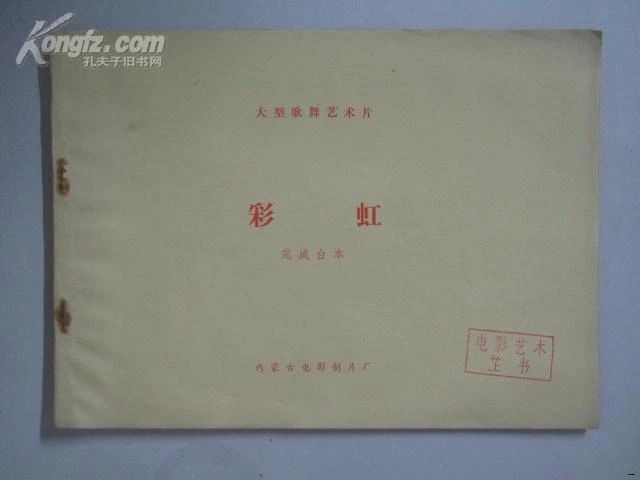 Kongfz.com
孔夫子旧书网
大型歌舞艺术片
彩虹
完成台本
内蒙古电影制片厂
电影艺术
芷书